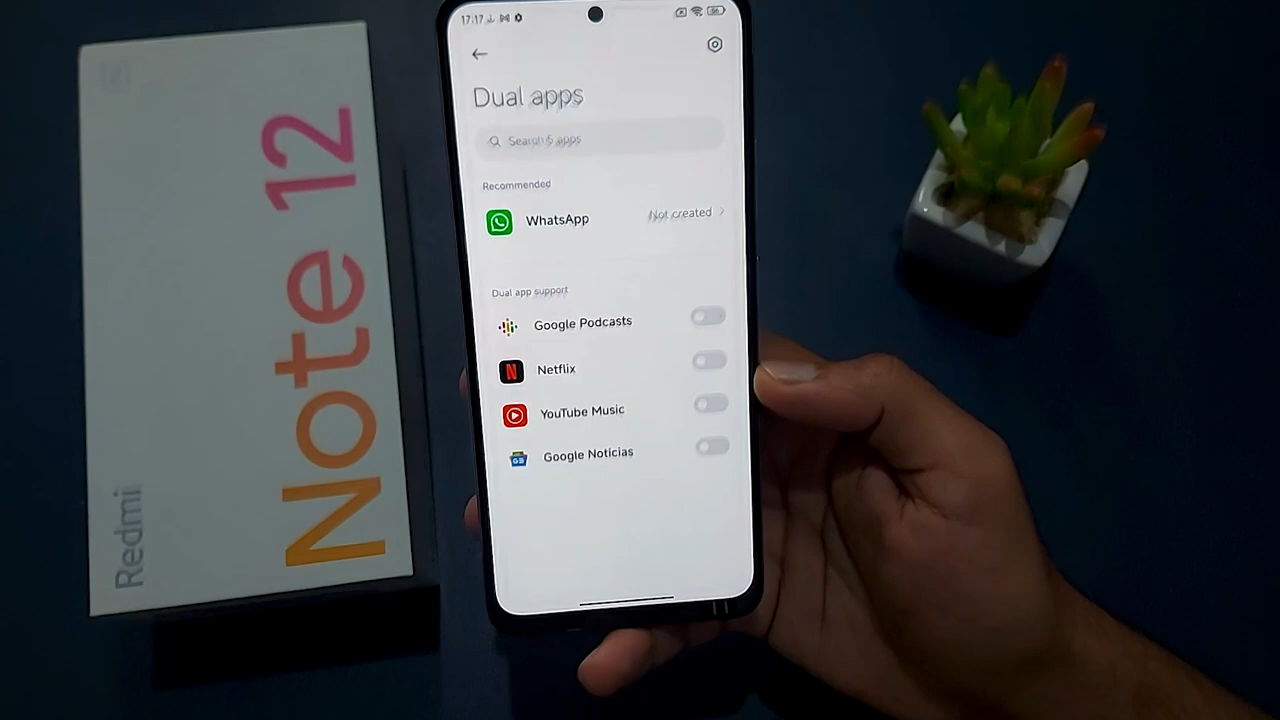 Redmi
Note 12
17:17
Dual apps
Search 5 apps
Recommended
WhatsApp
Not created
Dual app support
Google Podcasts
Netflix
YouTube Music
Google Noticias